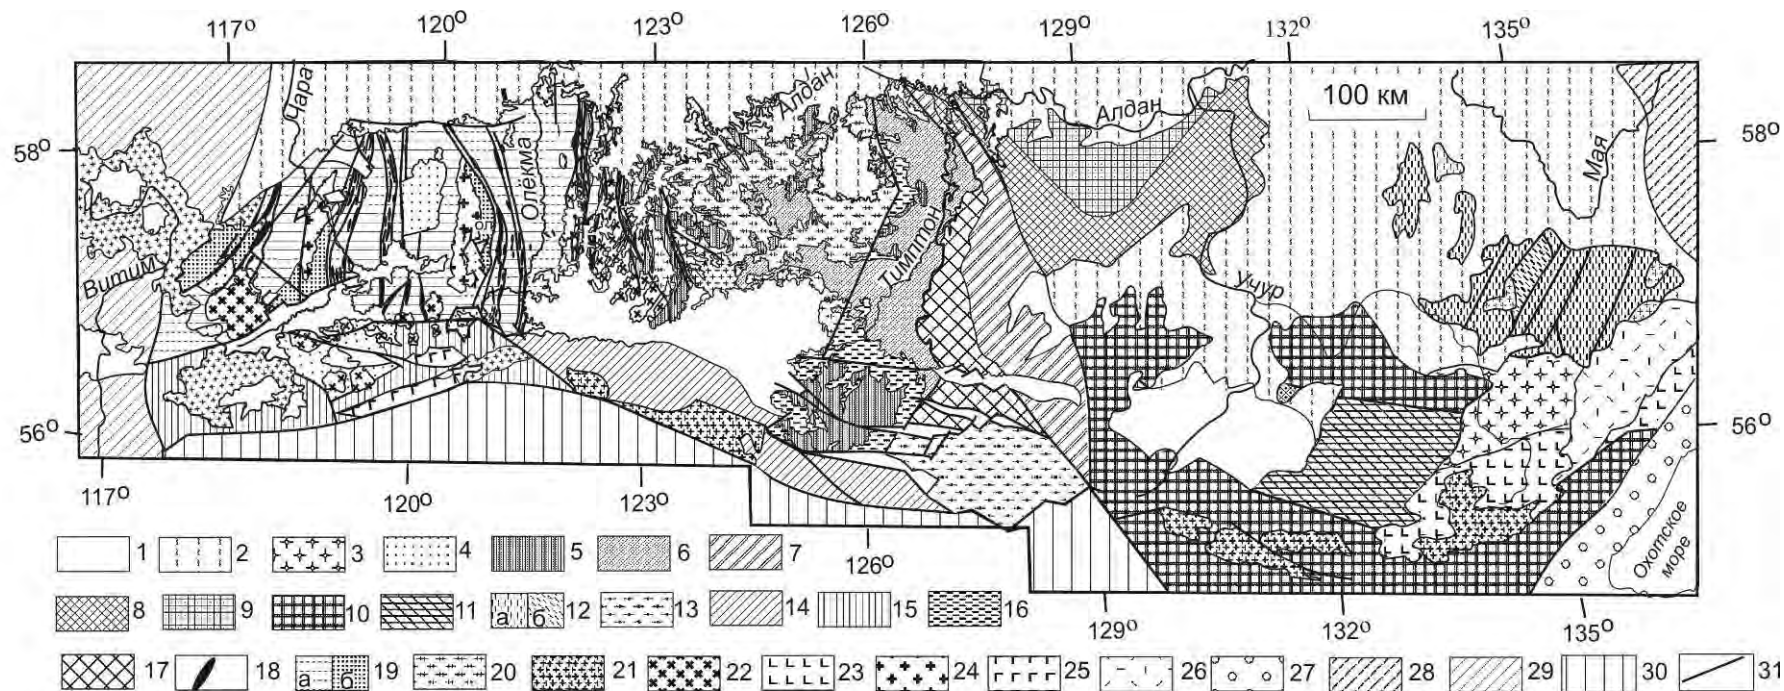 117° 120° 123° 126° 129° 132° 135°
Чара
Олёкма
Алдан
Алдан
100 км
Мая
58°
58°
Витим
Тимптон
Учур
56°
56°
117° 120° 123°
126°
129° 132° 135°
Охотское
море
1 2 3 4 5 6 7
8 9 10 11 а б 12 13 14 15 16
17 18 а б 19 20 21 22 23 24 25 26 27 28 29 30 31